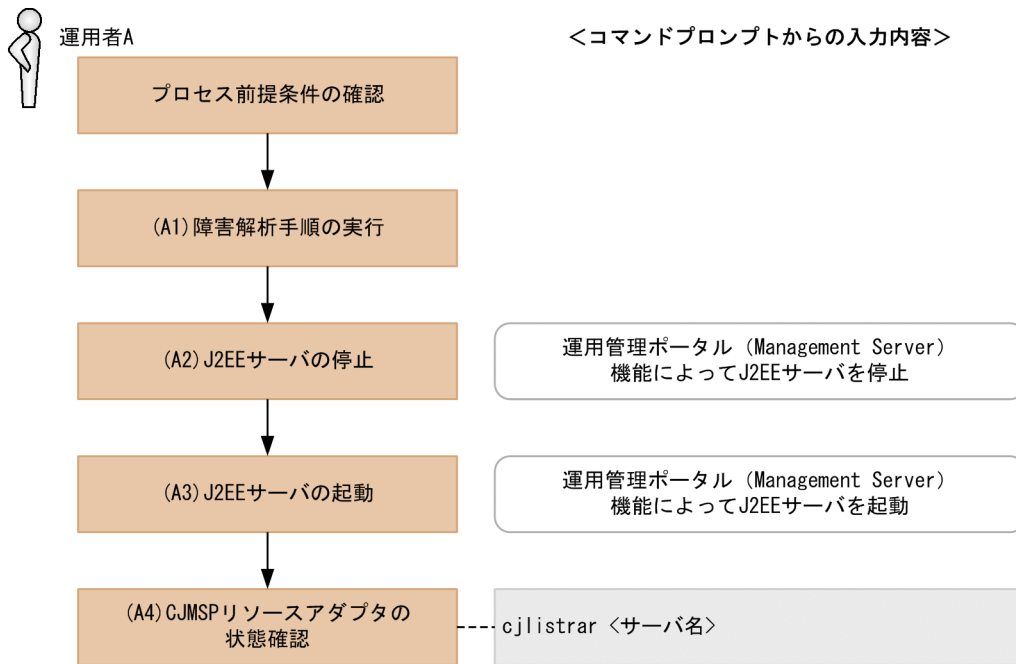 運用者A
<コマンドプロンプトからの入力内容>
プロセス前提条件の確認
(A1)障害解析手順の実行
(A2)J2EEサーバの停止
運用管理ポータル（Management Server）
機能によってJ2EEサーバを停止
(A3)J2EEサーバの起動
運用管理ポータル（Management Server）
機能によってJ2EEサーバを起動
(A4)CJMSPリソースアダプタの
状態確認
cjlistrar <サーバ名>